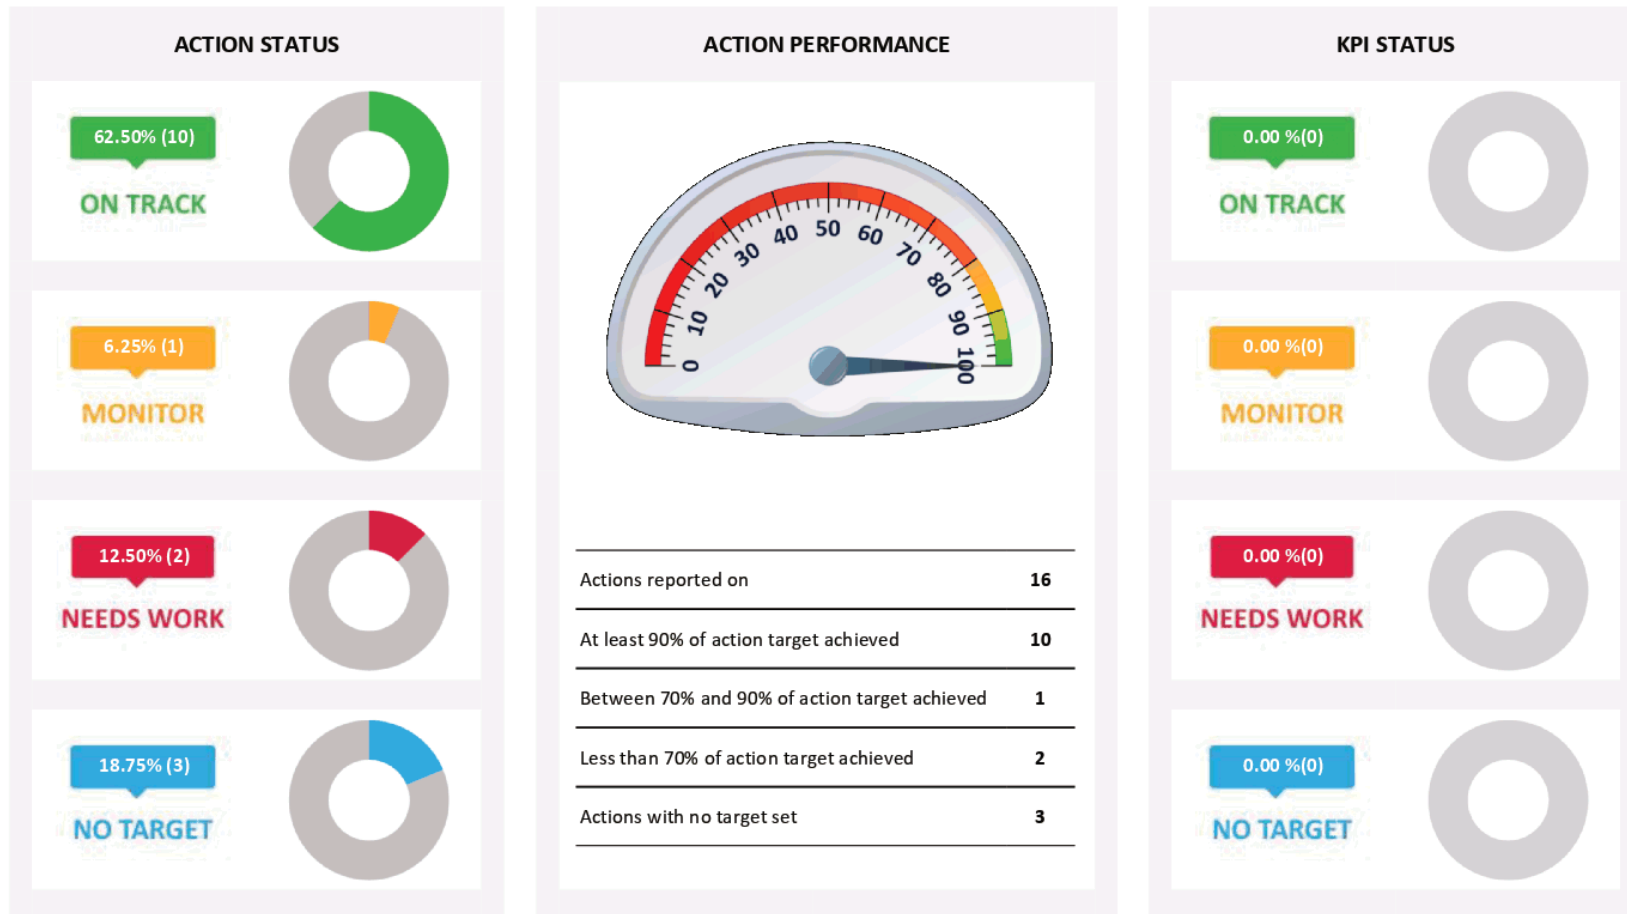 ACTION STATUS
62.50% (10)
ON TRACK
6.25% (1)
MONITOR
12.50% (2)
NEEDS WORK
18.75% (3)
NO TARGET
ACTION PERFORMANCE
0
10
20
30
40
50
60
70
80
90
100
Actions reported on 16
At least 90% of action target achieved 10
Between 70% and 90% of action target achieved 1
Less than 70% of action target achieved 2
Actions with no target set 3
KPI STATUS
0.00 %(0)
ON TRACK
0.00 %(0)
MONITOR
0.00 %(0)
NEEDS WORK
0.00 %(0)
NO TARGET